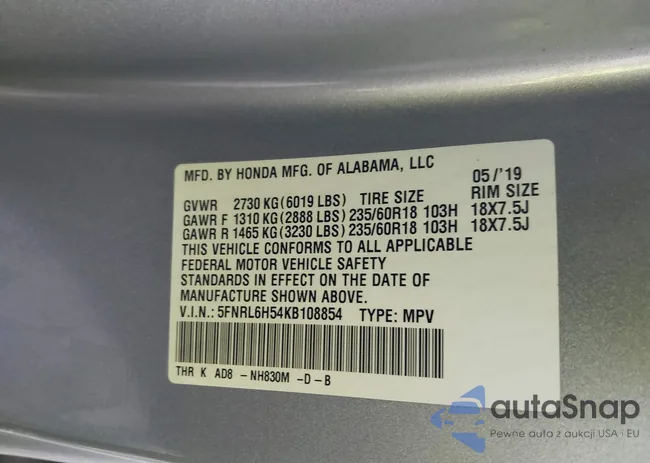 MFD. BY HONDA MFG. OF ALABAMA, LLC 05/'19
GVWR 2730 KG(6019 LBS) TIRE SIZE RIM SIZE
GAWR F 1310 KG(2888 LBS)235/60R18 103H 18X7.5J
GAWR R 1465 KG(3230 LBS)235/60R18 103H 18X7.5J
THIS VEHICLE CONFORMS TO ALL APPLICABLE
FEDERAL MOTOR VEHICLE SAFETY
STANDARDS IN EFFECT ON THE DATE OF
MANUFACTURE SHOWN ABOVE.
V.I.N.: 5FNRL6H54KB108854 TYPE: MPV
THR K AD8 -NH830M -D-B
autoSnap
Pewne auta z aukcji USA i EU